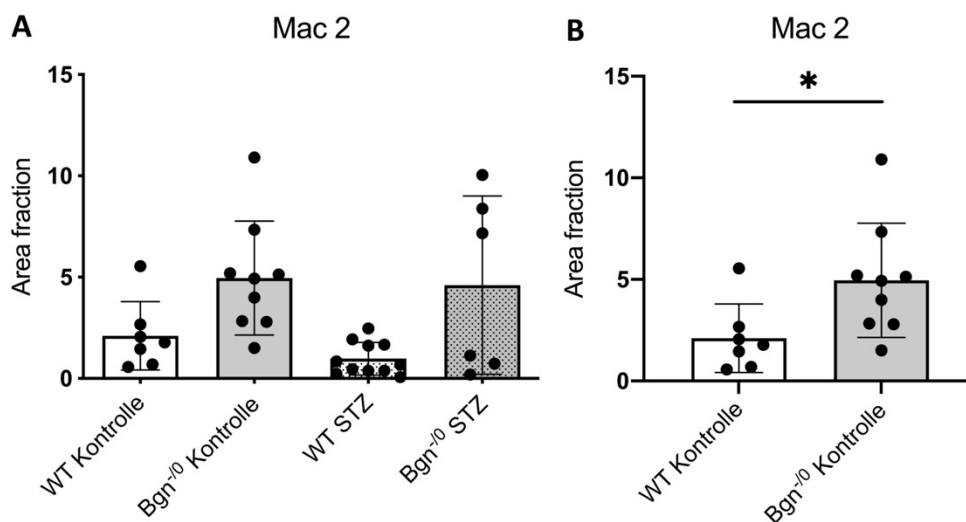 A
Mac 2
Area fraction
15
10
5
0
WT Kontrolle
Bgn-/0 Kontrolle
WT STZ
Bgn-/0 STZ
B
Mac 2
*
Area fraction
15
10
5
0
WT Kontrolle
Bgn-/0 Kontrolle